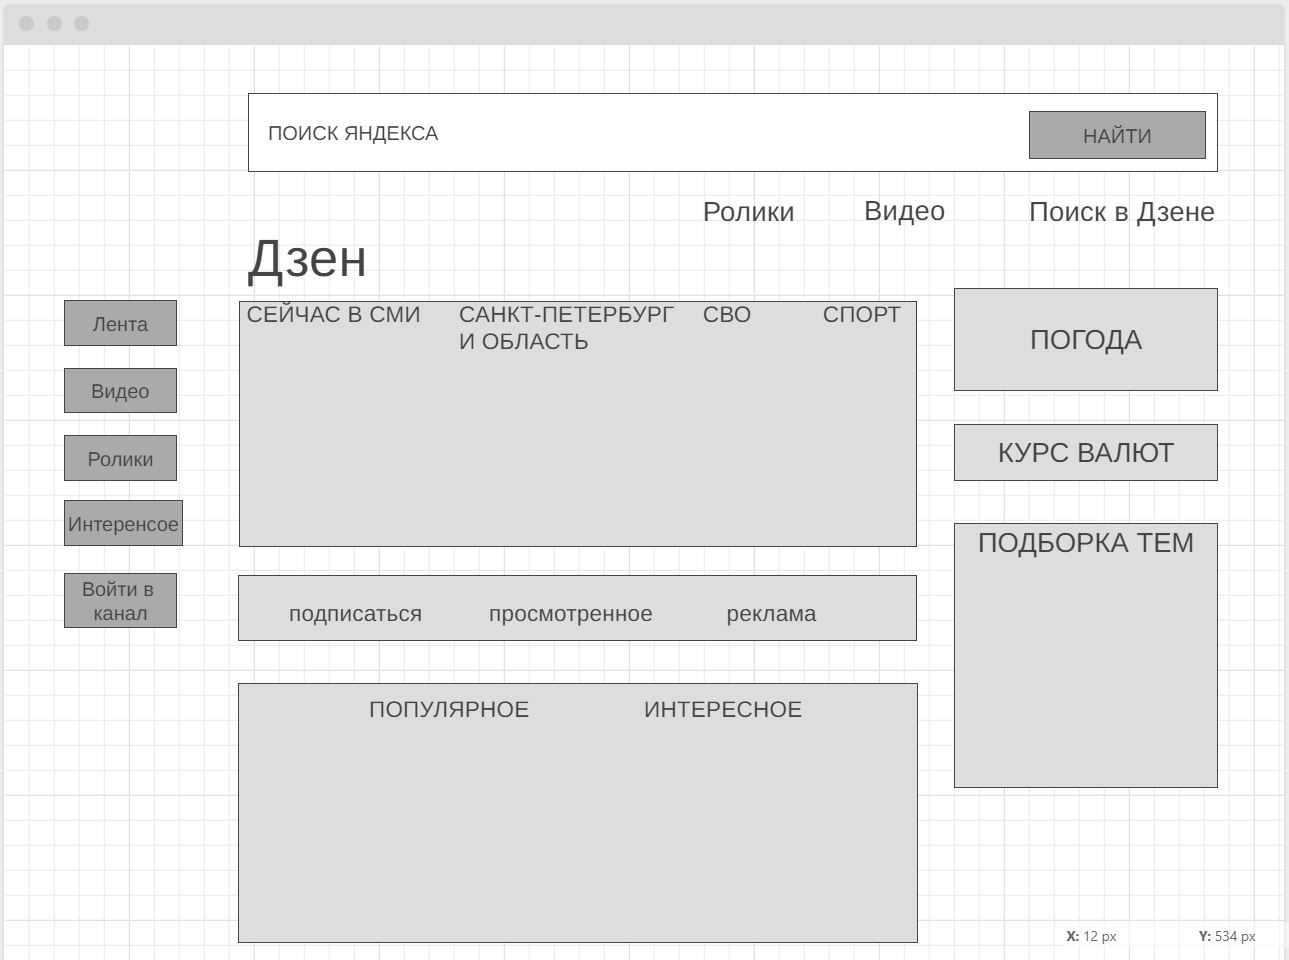 ПОИСК ЯНДЕКСА
НАЙТИ
Ролики
Видео
Поиск в Дзене
Дзен
Лента
Видео
Ролики
Интеренсое
Войти в
канал
СЕЙЧАС В СМИ
САНКТ-ПЕТЕРБУРГ
И ОБЛАСТЬ
СВО
СПОРТ
подписаться
просмотренное
реклама
ПОПУЛЯРНОЕ
ИНТЕРЕСНОЕ
ПОГОДА
КУРС ВАЛЮТ
ПОДБОРКА ТЕМ
X: 12 px
Y: 534 px